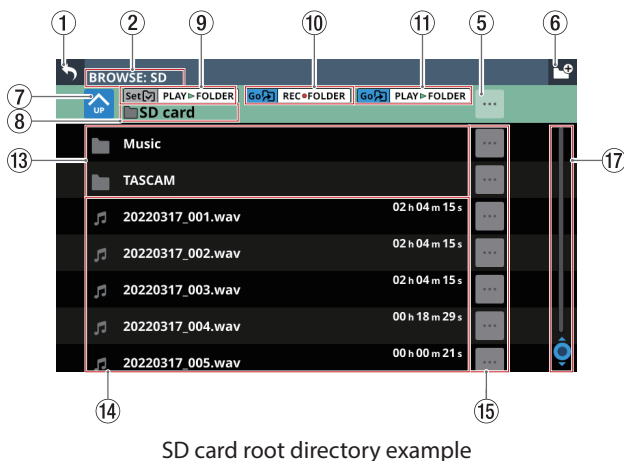 ① ② ⑨ ⑩ ⑪ ⑤ ⑥
BROWSE: SD
⑦ UP Set PLAY FOLDER Go REC FOLDER Go PLAY FOLDER ...
⑧ SD card
⑬ Music ... ⑰
TASCAM ...
20220317_001.wav 02 h 04 m 15 s ...
20220317_002.wav 02 h 04 m 15 s ...
20220317_003.wav 02 h 04 m 15 s ...
20220317_004.wav 00 h 18 m 29 s ...
20220317_005.wav 00 h 00 m 21 s ...
⑭ ⑮
SD card root directory example